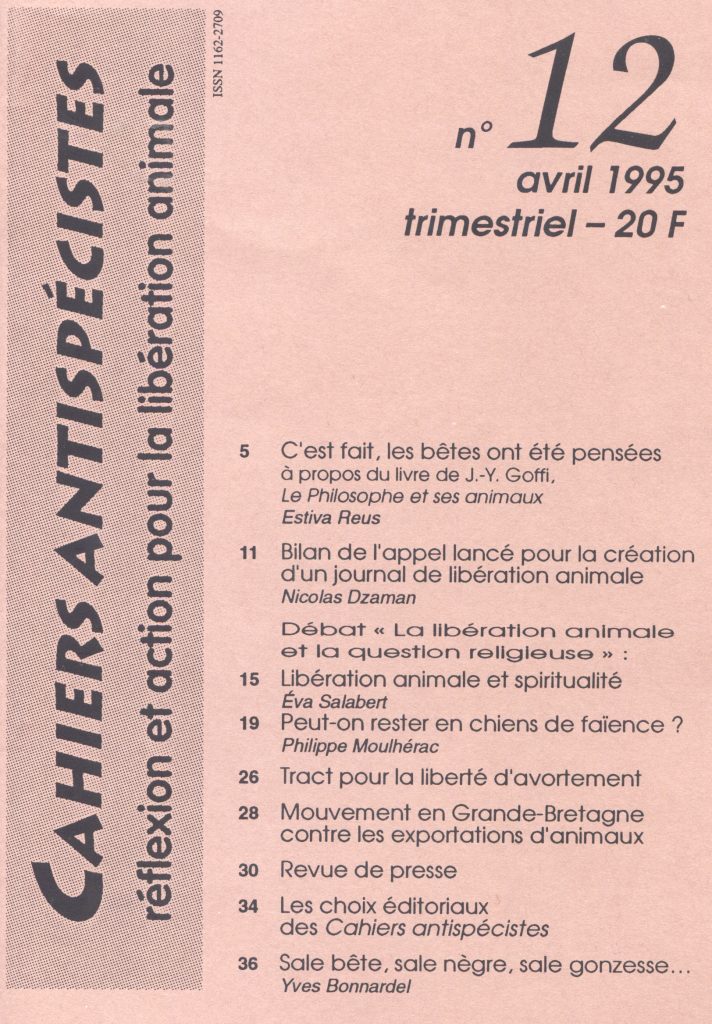 CAHIERS ANTISPÉCISTES
réflexion et action pour la libération animale
ISSN 1162-2709
n° 12
avril 1995
trimestriel – 20 F
5 C'est fait, les bêtes ont été pensées
à propos du livre de J.-Y. Goffi,
Le Philosophe et ses animaux
Estiva Reus
11 Bilan de l'appel lancé pour la création
d'un journal de libération animale
Nicolas Dzaman
Débat « La libération animale
et la question religieuse » :
15 Libération animale et spiritualité
Éva Salabert
19 Peut-on rester en chiens de faïence ?
Philippe Moulhérac
26 Tract pour la liberté d'avortement
28 Mouvement en Grande-Bretagne
contre les exportations d'animaux
30 Revue de presse
34 Les choix éditoriaux
des Cahiers antispécistes
36 Sale bête, sale nègre, sale gonzesse...
Yves Bonnardel